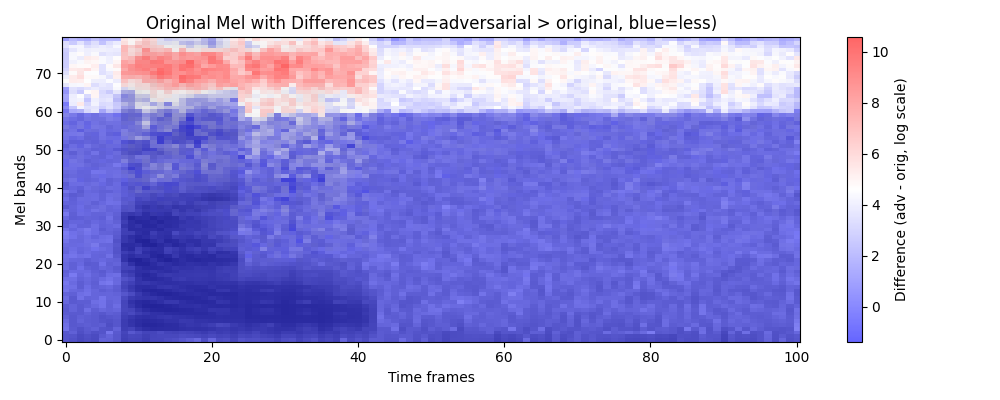 Original Mel with Differences (red=adversarial > original, blue=less)
70
60
50
40
30
20
10
0
Mel bands
0 20 40 60 80 100
Time frames
10
8
6
4
2
0
Difference (adv - orig, log scale)